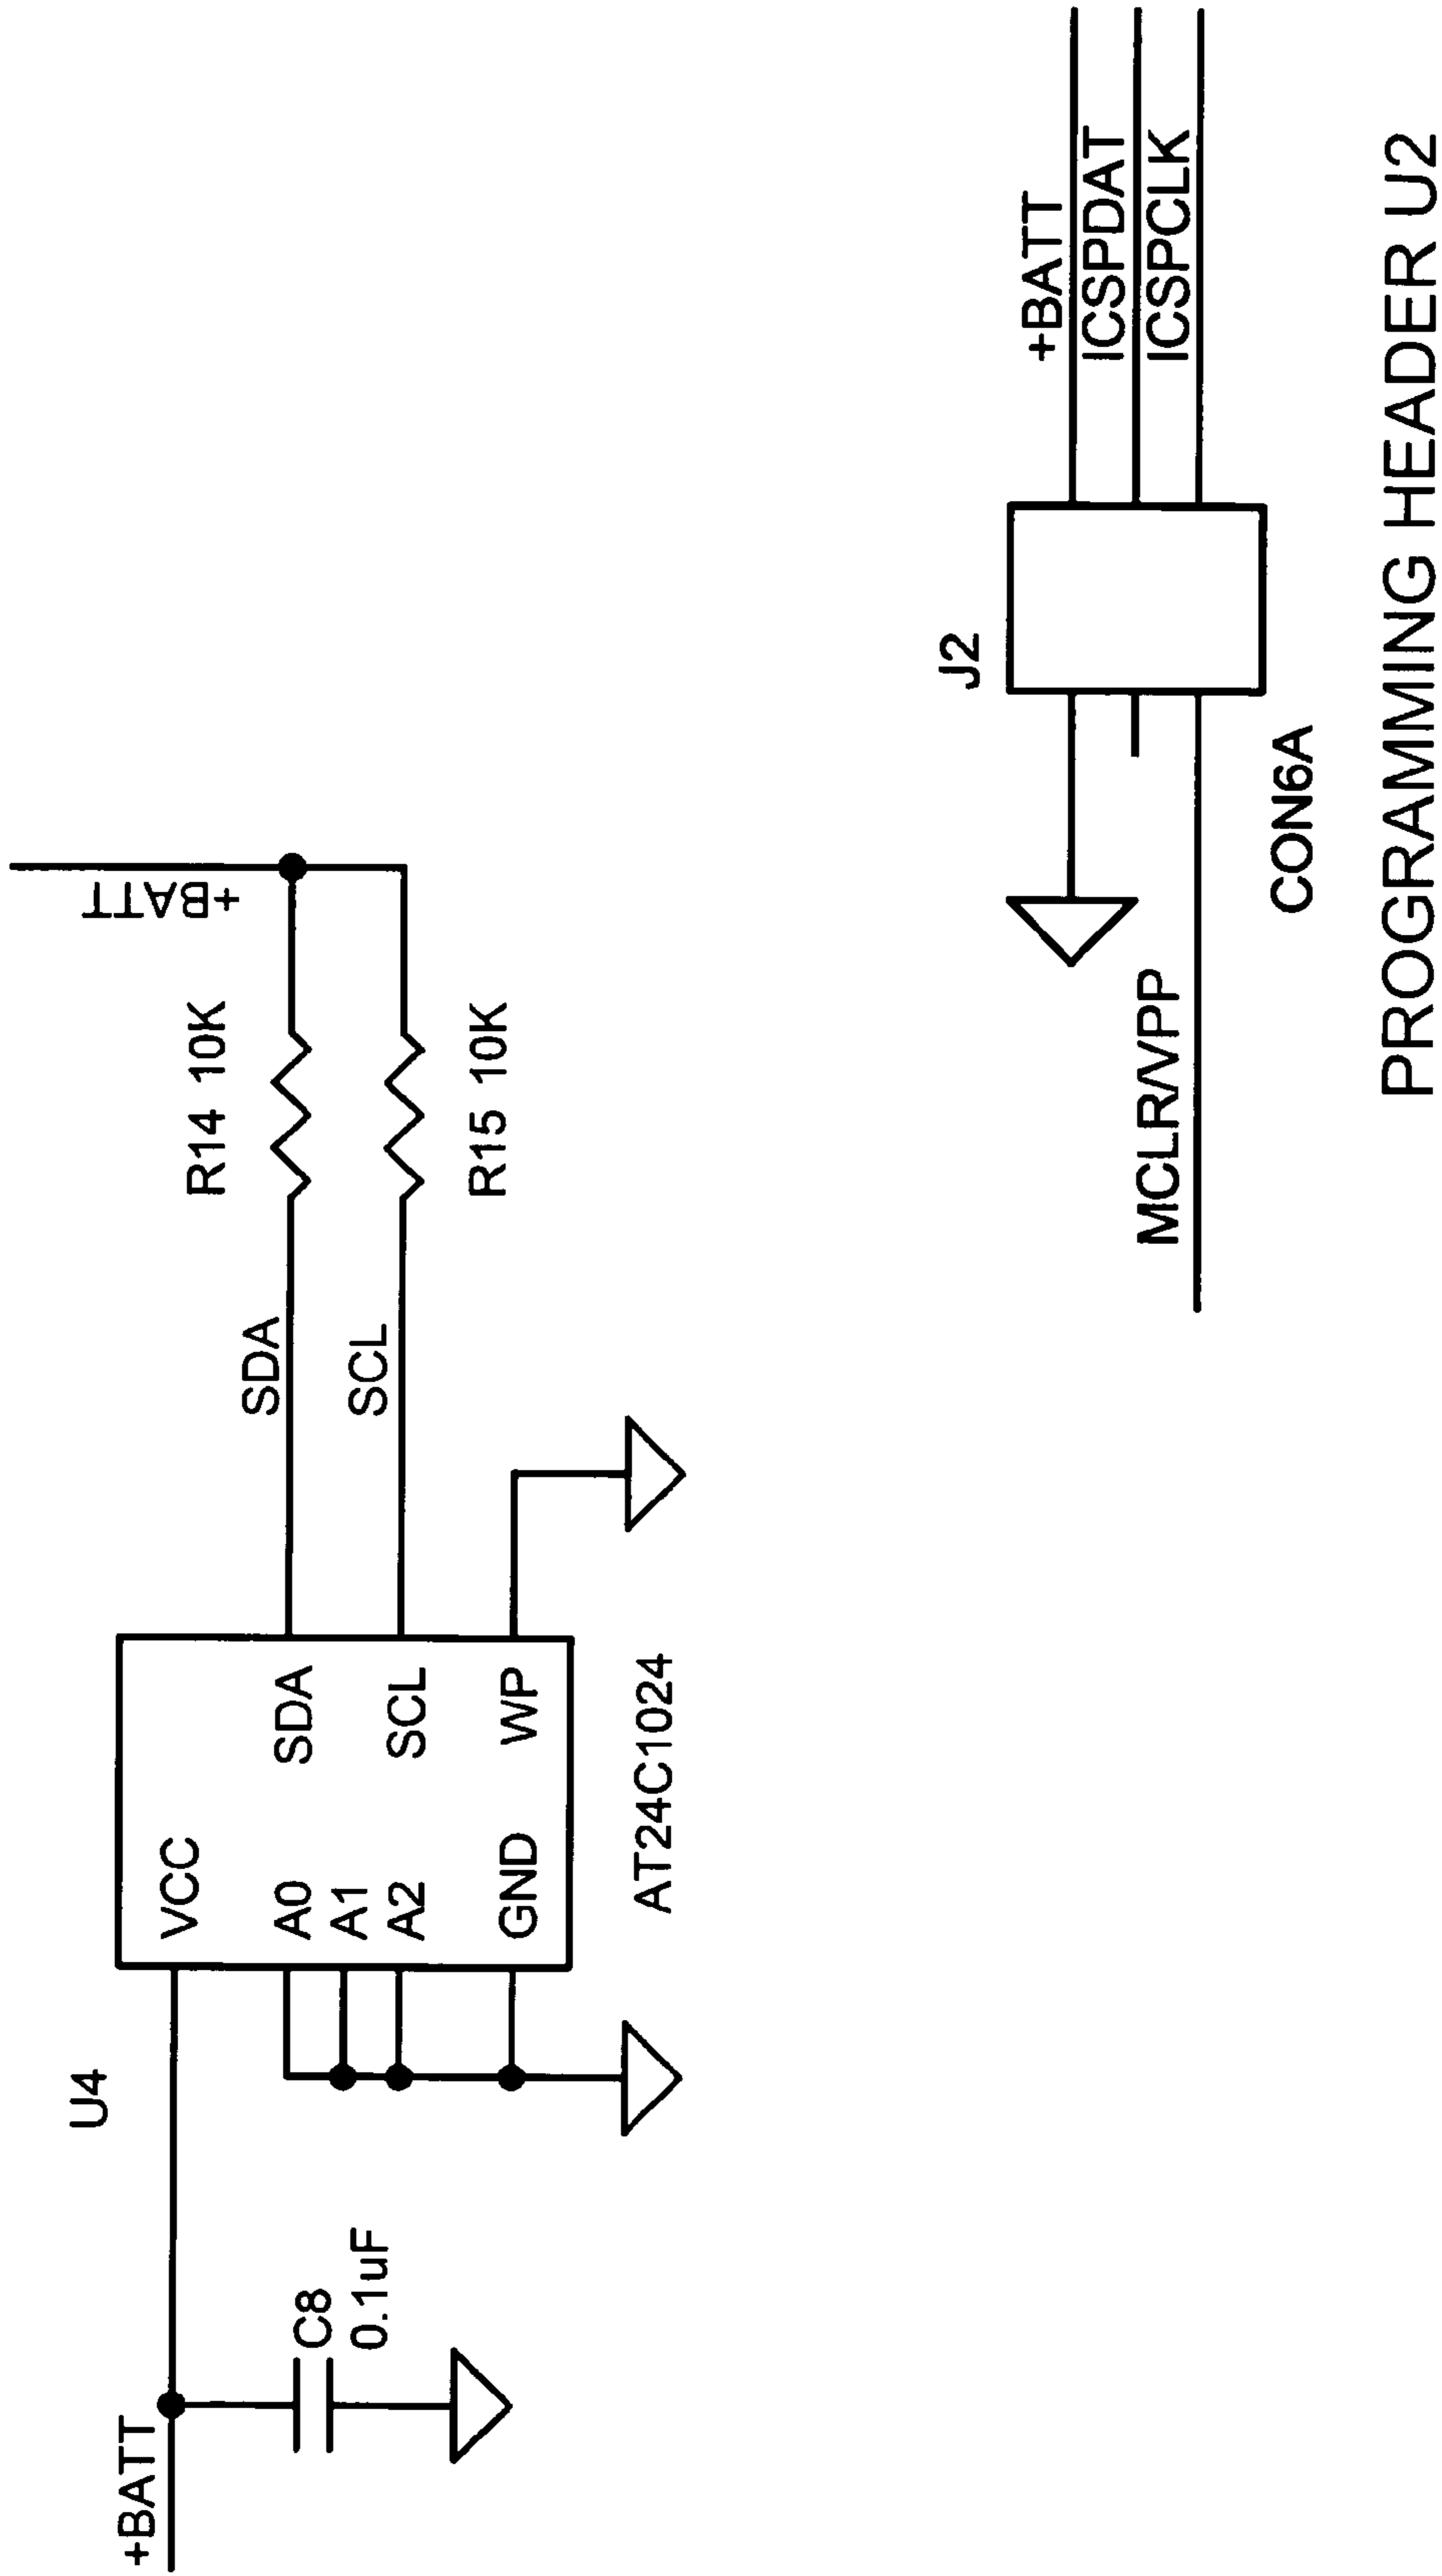 U4
+BATT
C8
0.1uF
VCC
A0
A1
A2
GND
SDA
SCL
WP
AT24C1024
SDA
SCL
R14 10K
R15 10K
+BATT
J2
+BATT
ICSPDAT
ICSPCLK
MCLR/VPP
CON6A
PROGRAMMING HEADER U2